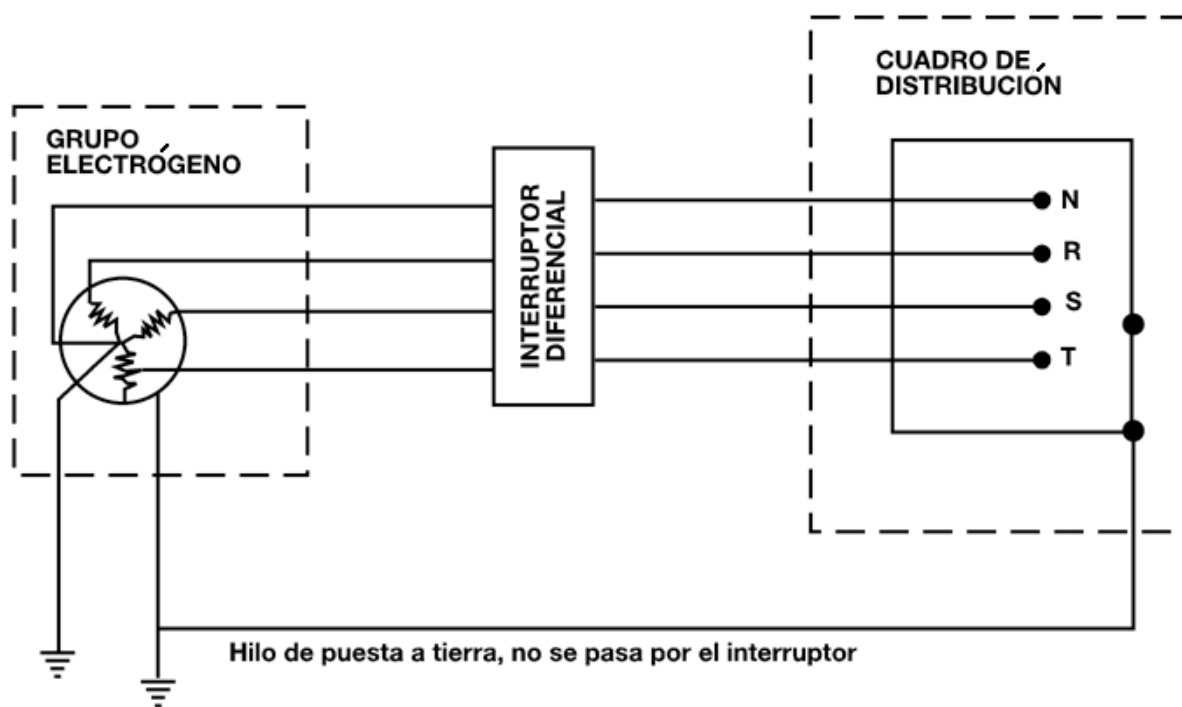 CUADRO DE
DISTRIBUCIÓN
GRUPO
ELECTRÓGENO
INTERRUPTOR
DIFERENCIAL
N
R
S
T
Hilo de puesta a tierra, no se pasa por el interruptor